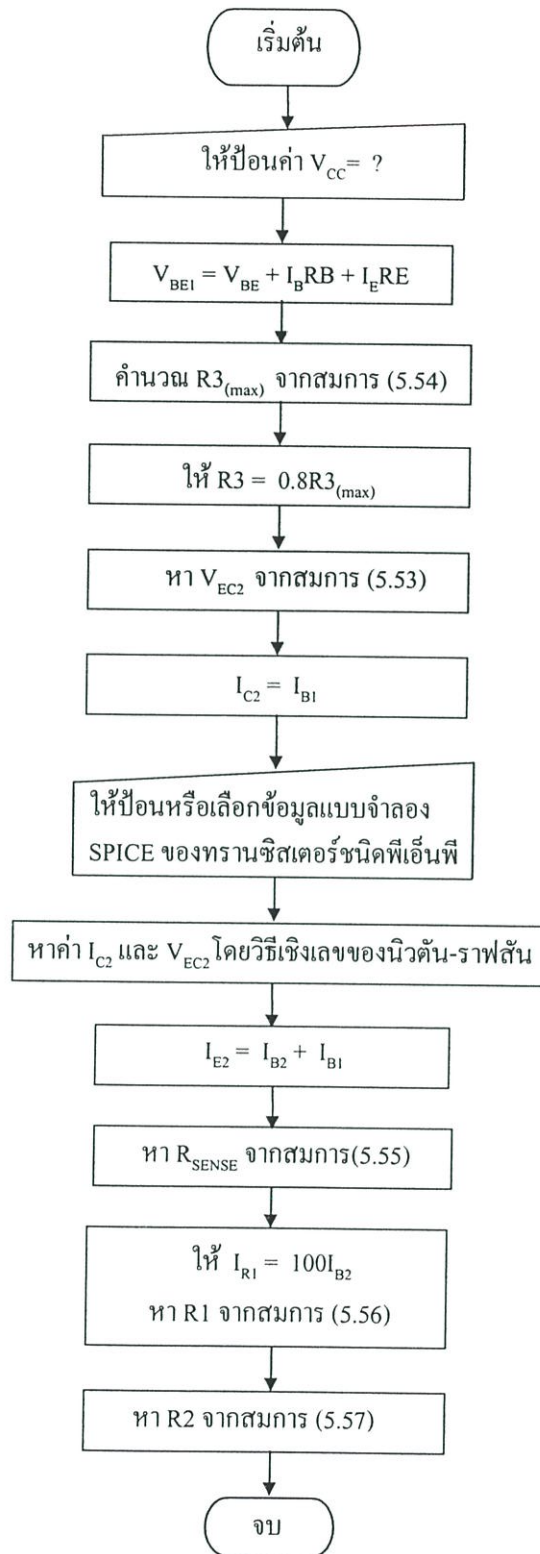 เริ่มต้น
ให้ป้อนค่า V_CC = ?
V_BE1 = V_BE + I_B RB + I_E RE
คำนวณ R3_(max) จากสมการ (5.54)
ให้ R3 = 0.8R3_(max)
หา V_EC2 จากสมการ (5.53)
I_C2 = I_B1
ให้ป้อนหรือเลือกข้อมูลแบบจำลอง
SPICE ของทรานซิสเตอร์ชนิดพีเอ็นพี
หาค่า I_C2 และ V_EC2 โดยวิธีเชิงเลขของนิวตัน-ราฟสัน
I_E2 = I_B2 + I_B1
หา R_SENSE จากสมการ(5.55)
ให้ I_R1 = 100I_B2
หา R1 จากสมการ (5.56)
หา R2 จากสมการ (5.57)
จบ